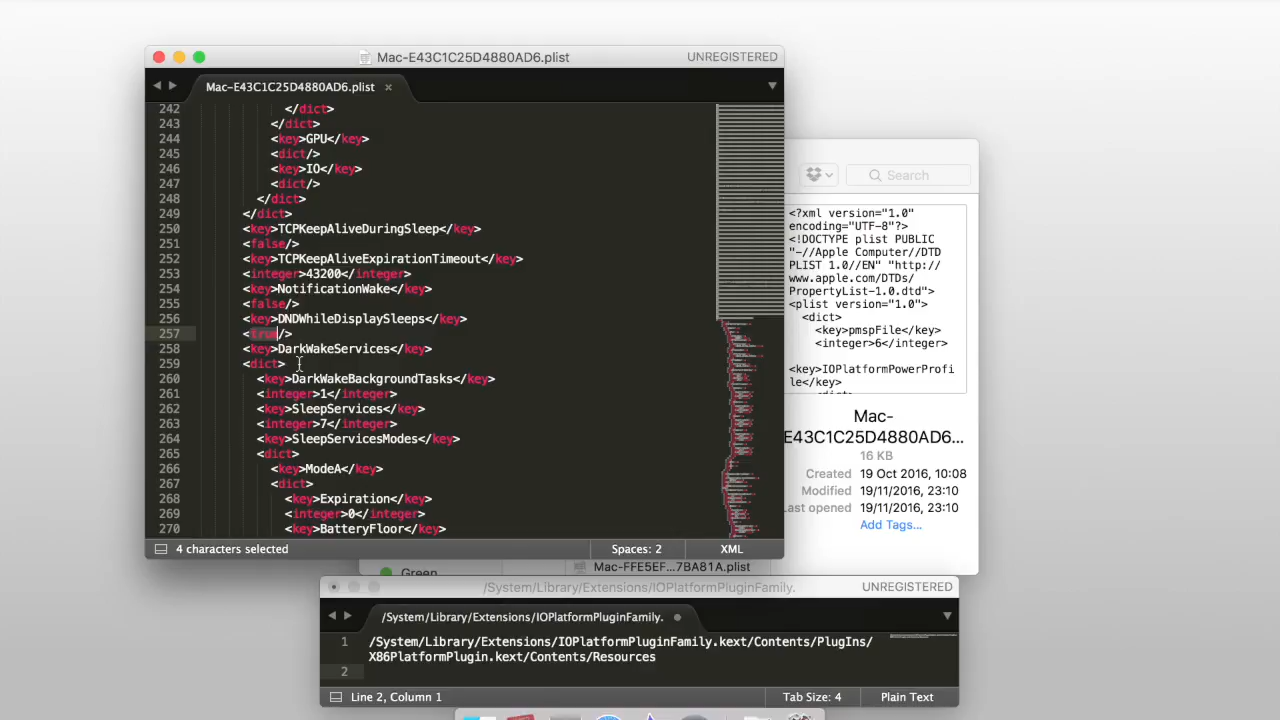 Mac-E43C1C25D4880AD6.plist
UNREGISTERED
Mac-E43C1C25D4880AD6.plist ×
242 </dict>
243 </dict>
244 <key>GPU</key>
245 <dict/>
246 <key>IO</key>
247 <dict/>
248 </dict>
249 </dict>
250 <key>TCPKeepAliveDuringSleep</key>
251 <false/>
252 <key>TCPKeepAliveExpirationTimeout</key>
253 <integer>43200</integer>
254 <key>NotificationWake</key>
255 <false/>
256 <key>DNDWhileDisplaySleeps</key>
257 <true/>
258 <key>DarkWakeServices</key>
259 <dict>
260 <key>DarkWakeBackgroundTasks</key>
261 <integer>1</integer>
262 <key>SleepServices</key>
263 <integer>7</integer>
264 <key>SleepServicesModes</key>
265 <dict>
266 <key>ModeA</key>
267 <dict>
268 <key>Expiration</key>
269 <integer>0</integer>
270 <key>BatteryFloor</key>
4 characters selected
Spaces: 2
XML
Search
<?xml version="1.0"
encoding="UTF-8"?>
<!DOCTYPE plist PUBLIC
"-//Apple Computer//DTD
PLIST 1.0//EN" "http://
www.apple.com/DTDs/
PropertyList-1.0.dtd">
<plist version="1.0">
<dict>
<key>pmspFile</key>
<integer>6</integer>
<key>IOPlatformPowerProfi
le</key>
Mac-
E43C1C25D4880AD6...
16 KB
Created 19 Oct 2016, 10:08
Modified 19/11/2016, 23:10
Last opened 19/11/2016, 23:10
Add Tags...
Green
Mac-FFE5EF...7BA81A.plist
/System/Library/Extensions/IOPlatformPluginFamily.
UNREGISTERED
/System/Library/Extensions/IOPlatformPluginFamily.
1 /System/Library/Extensions/IOPlatformPluginFamily.kext/Contents/PlugIns/
X86PlatformPlugin.kext/Contents/Resources
2
Line 2, Column 1
Tab Size: 4
Plain Text